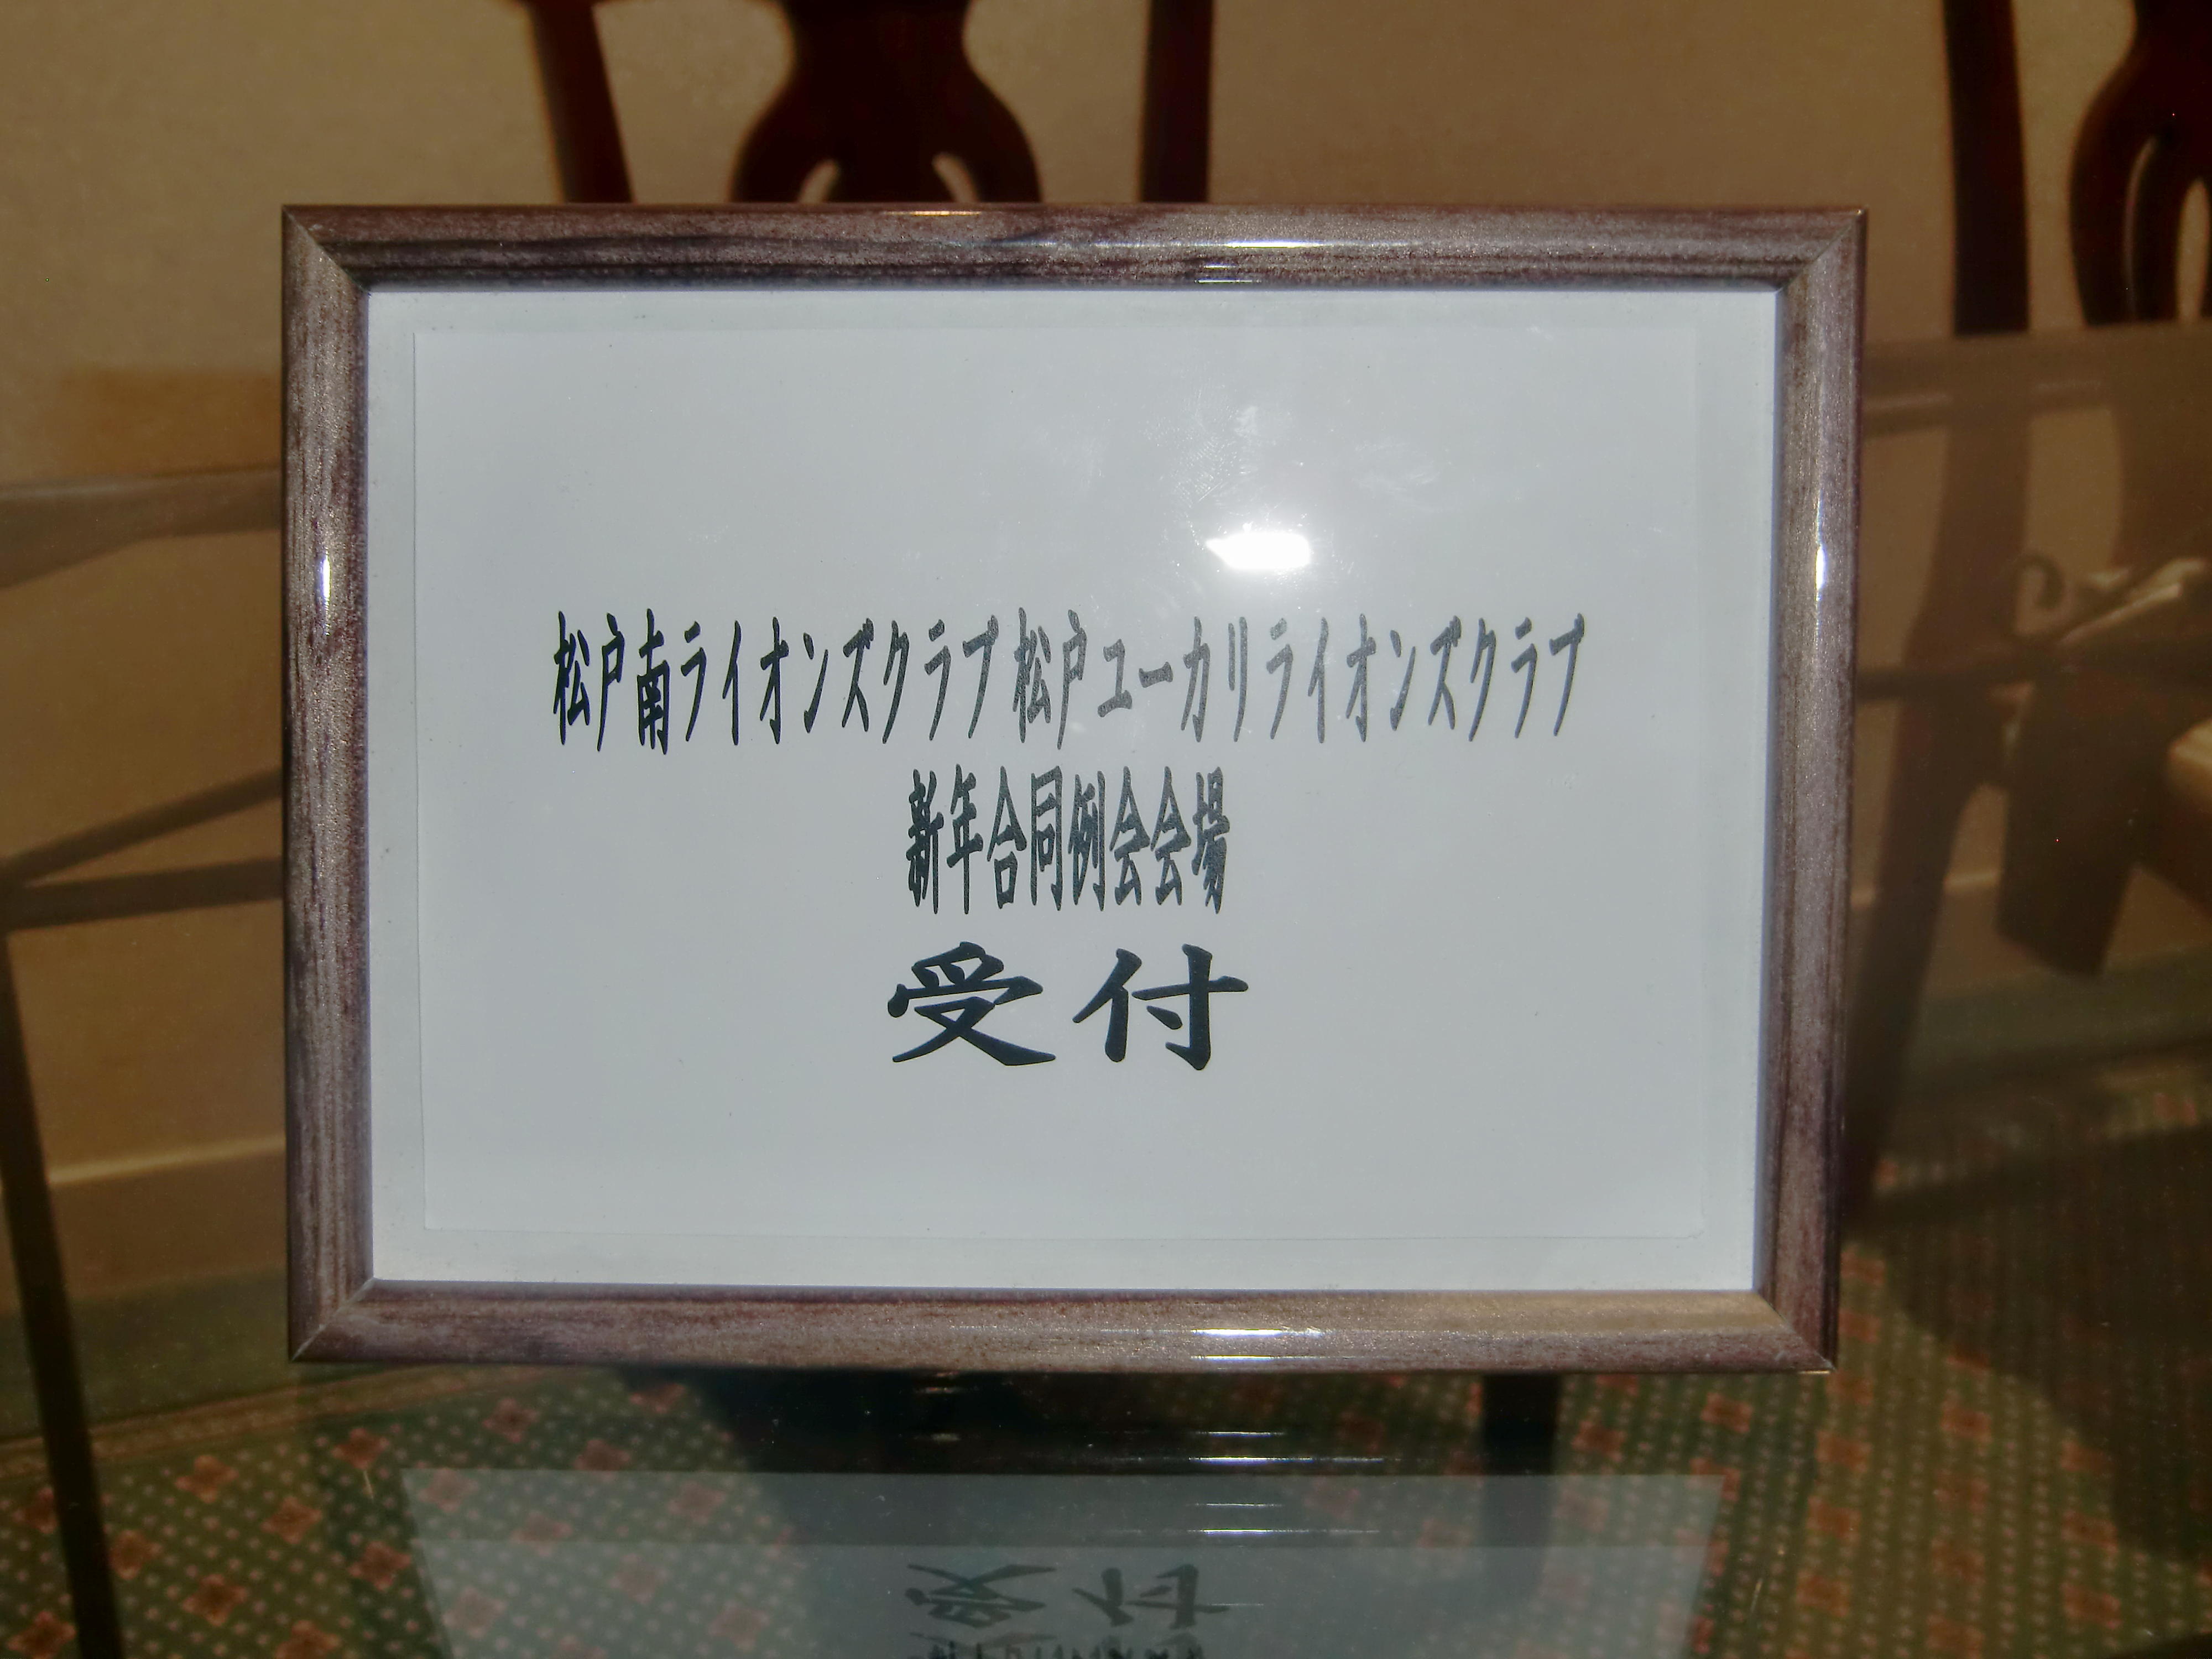 松戸南ライオンズクラブ松戸ユーカリライオンズクラブ
新年合同例会会場
受付